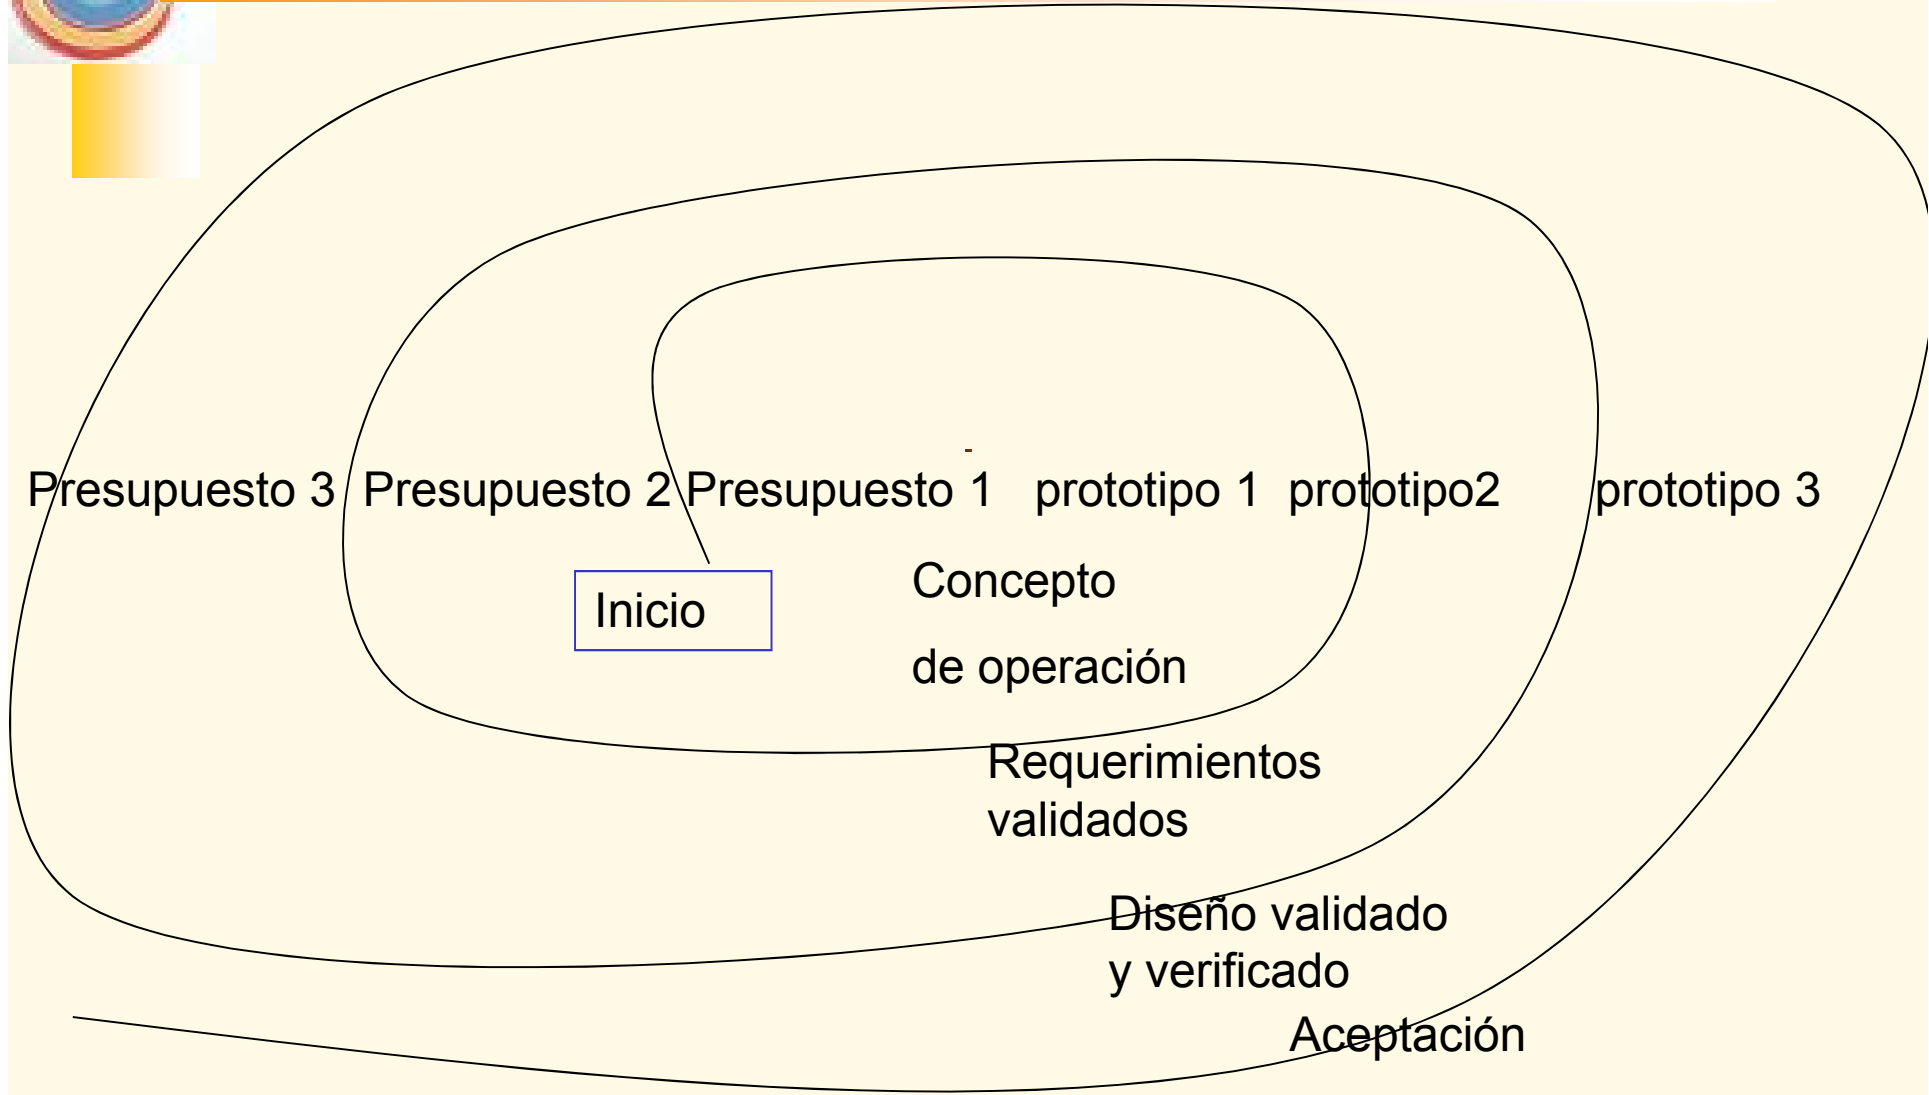 Presupuesto 3 Presupuesto 2 Presupuesto 1 prototipo 1 prototipo2 prototipo 3
Concepto
Inicio
de operación
Requerimientos
validados
Diseño validado
y verificado
Aceptación